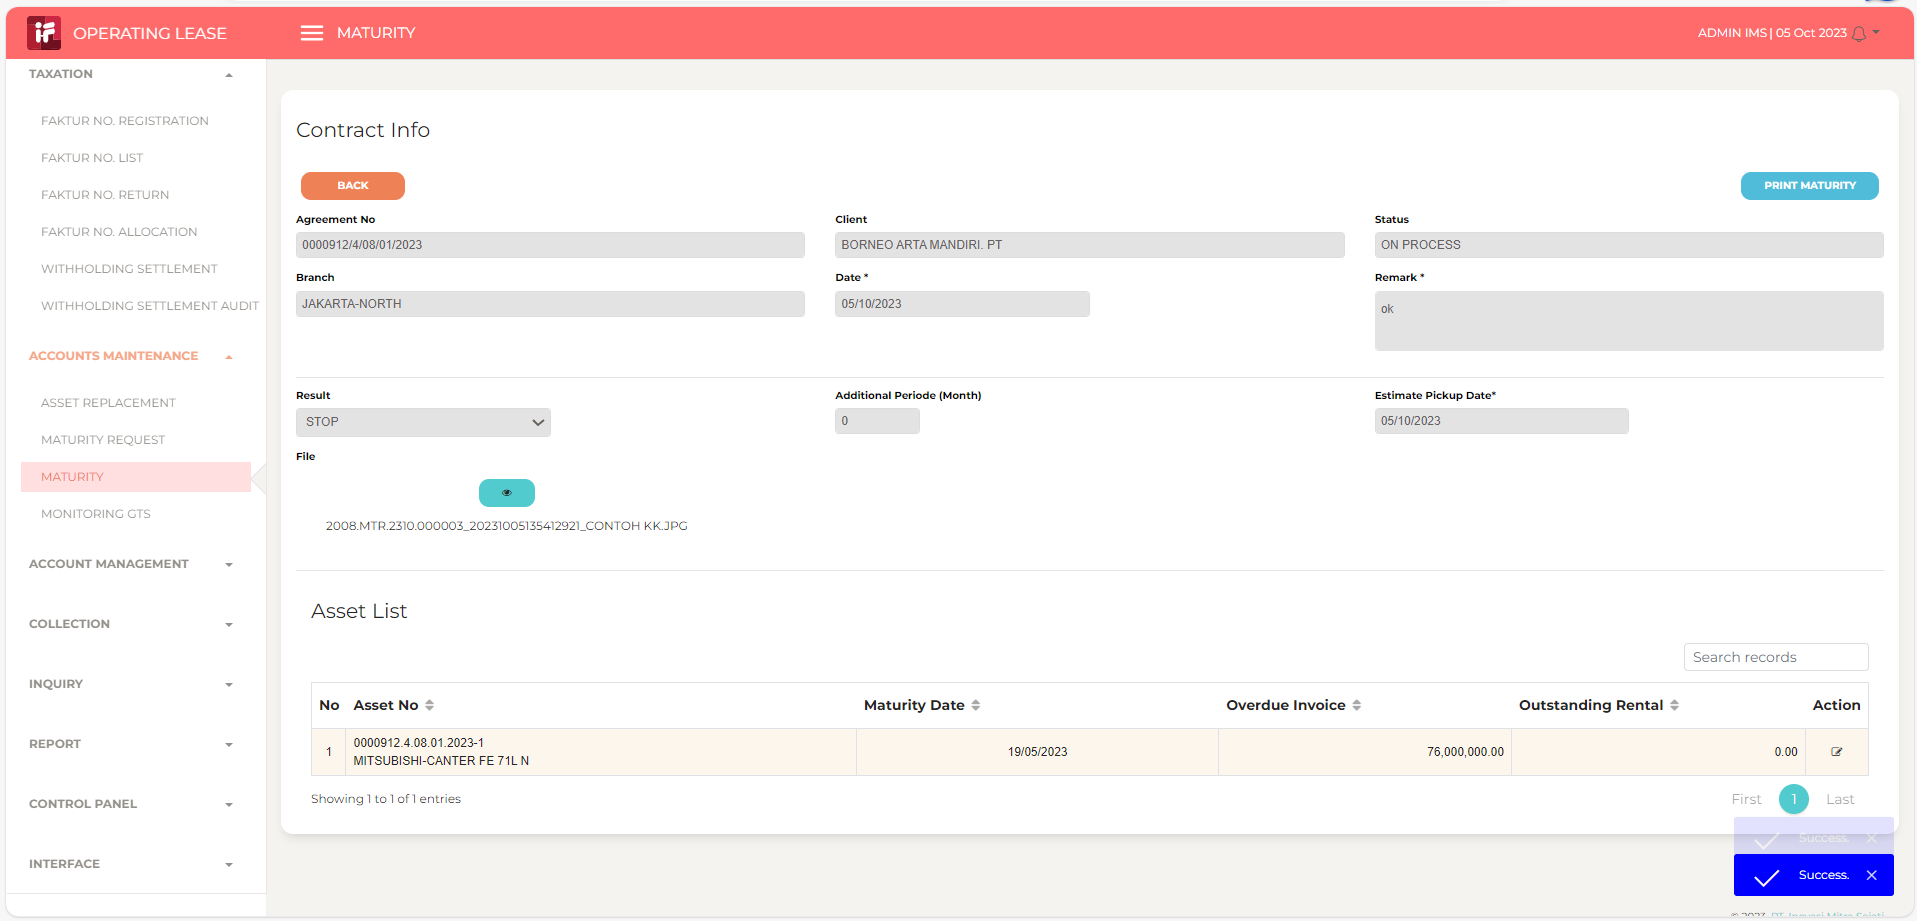 iF OPERATING LEASE
MATURITY
ADMIN IMS | 05 Oct 2023
TAXATION
FAKTUR NO. REGISTRATION
FAKTUR NO. LIST
FAKTUR NO. RETURN
FAKTUR NO. ALLOCATION
WITHHOLDING SETTLEMENT
WITHHOLDING SETTLEMENT AUDIT
ACCOUNTS MAINTENANCE
ASSET REPLACEMENT
MATURITY REQUEST
MATURITY
MONITORING GTS
ACCOUNT MANAGEMENT
COLLECTION
INQUIRY
REPORT
CONTROL PANEL
INTERFACE
Contract Info
BACK
PRINT MATURITY
Agreement No
0000912/4/08/01/2023
Client
BORNEO ARTA MANDIRI. PT
Status
ON PROCESS
Branch
JAKARTA-NORTH
Date *
05/10/2023
Remark *
ok
Result
STOP
Additional Periode (Month)
0
Estimate Pickup Date*
05/10/2023
File
2008.MTR.2310.000003_20231005135412921_CONTOH KK.JPG
Asset List
Search records
No Asset No Maturity Date Overdue Invoice Outstanding Rental Action
1 0000912.4.08.01.2023-1 19/05/2023 76,000,000.00 0.00
MITSUBISHI-CANTER FE 71L N
Showing 1 to 1 of 1 entries
First 1 Last
Success.
Success.
© 2023, PT. Inovasi Mitra Sejati